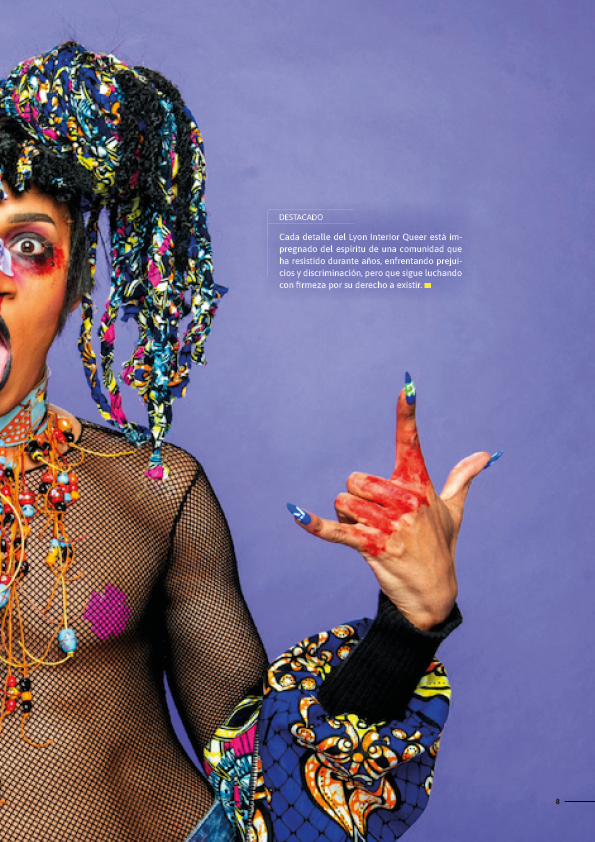 DESTACADO
Cada detalle del Lyon Interior Queer está im-
pregnado del espíritu de una comunidad que
ha resistido durante años, enfrentando prejui-
cios y discriminación, pero que sigue luchando
con firmeza por su derecho a existir.
8